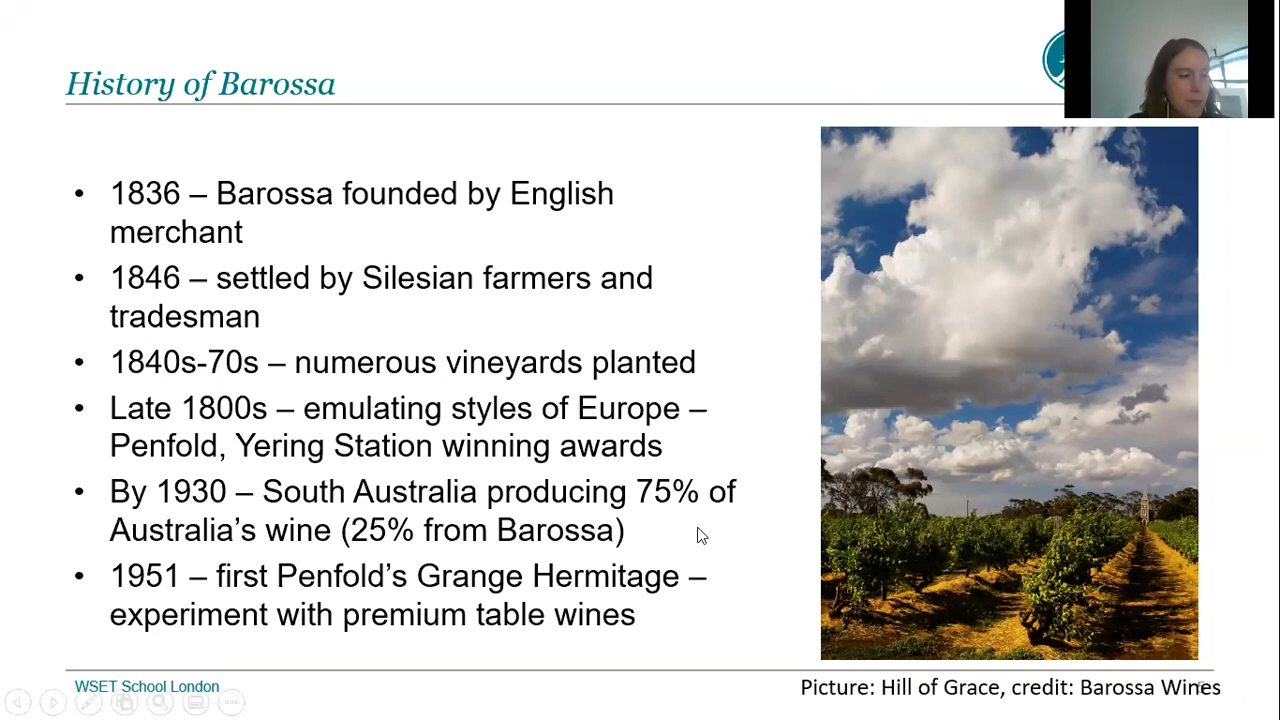 History of Barossa
• 1836 – Barossa founded by English
merchant
• 1846 – settled by Silesian farmers and
tradesman
• 1840s-70s – numerous vineyards planted
• Late 1800s – emulating styles of Europe –
Penfold, Yering Station winning awards
• By 1930 – South Australia producing 75% of
Australia’s wine (25% from Barossa)
• 1951 – first Penfold’s Grange Hermitage –
experiment with premium table wines
WSET School London
Picture: Hill of Grace, credit: Barossa Wines